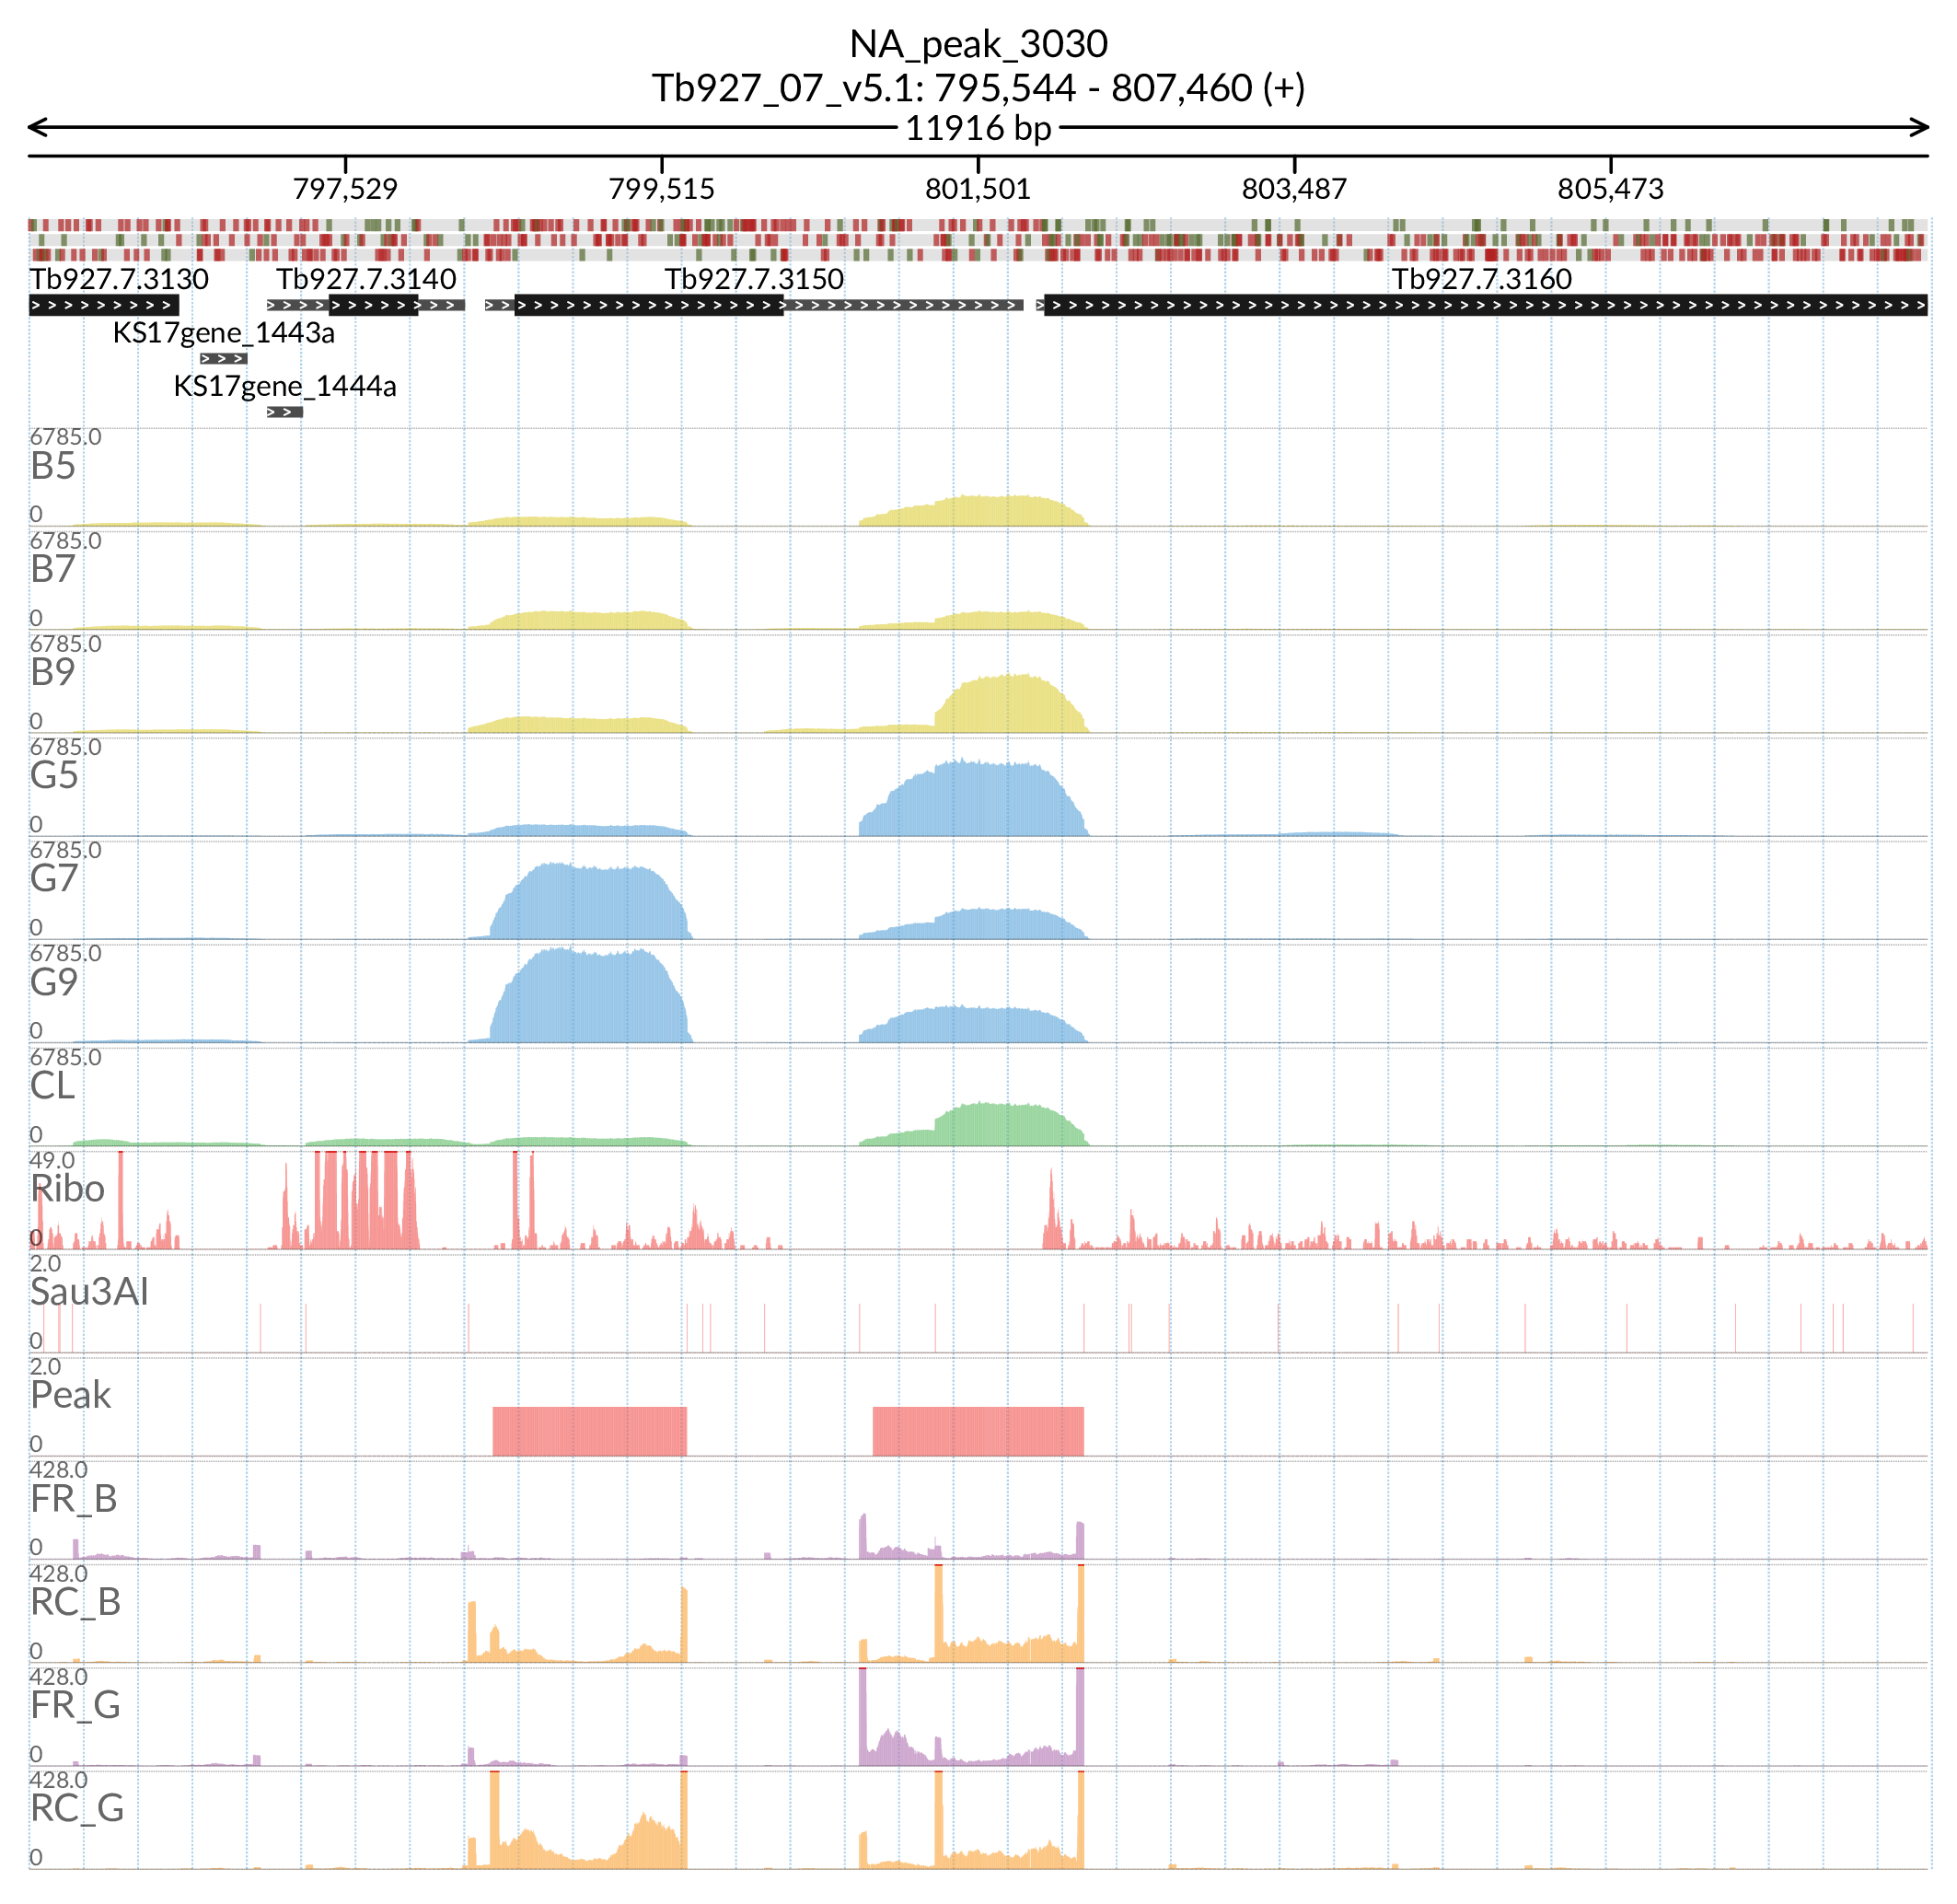 NA_peak_3030
Tb927_07_v5.1: 795,544 - 807,460 (+)
11916 bp
797,529 799,515 801,501 803,487 805,473
Tb927.7.3130 Tb927.7.3140 Tb927.7.3150 Tb927.7.3160
KS17gene_1443a
KS17gene_1444a
6785.0
B5
0
6785.0
B7
0
6785.0
B9
0
6785.0
G5
0
6785.0
G7
0
6785.0
G9
0
6785.0
CL
0
49.0
Ribo
0
2.0
Sau3AI
0
2.0
Peak
0
428.0
FR_B
0
428.0
RC_B
0
428.0
FR_G
0
428.0
RC_G
0